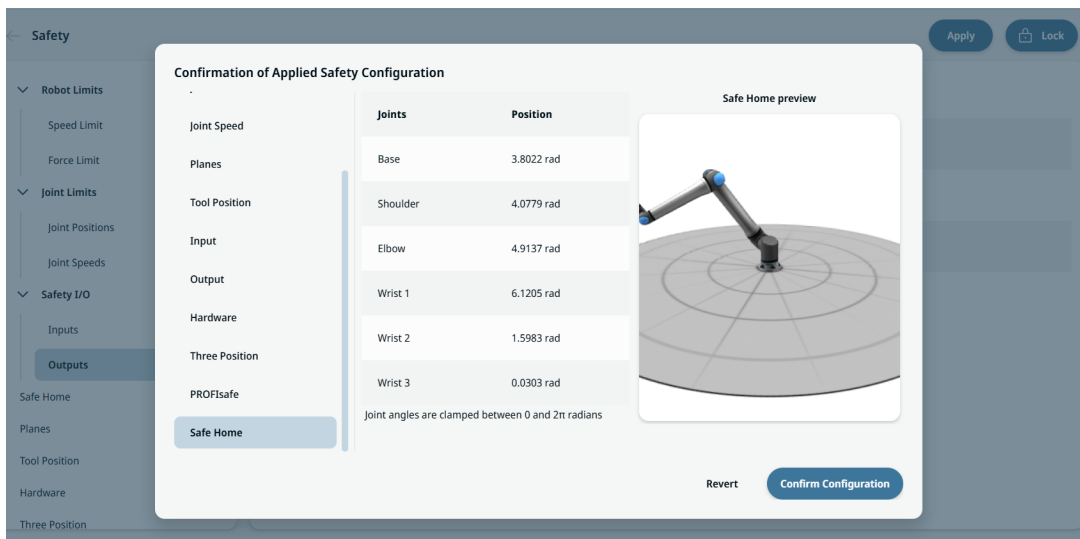 Safety
Apply
Lock
Robot Limits
Speed Limit
Force Limit
Joint Limits
Joint Positions
Joint Speeds
Safety I/O
Inputs
Outputs
Safe Home
Planes
Tool Position
Hardware
Three Position
Confirmation of Applied Safety Configuration
Joint Speed
Planes
Tool Position
Input
Output
Hardware
Three Position
PROFIsafe
Safe Home
Joints Position
Base 3.8022 rad
Shoulder 4.0779 rad
Elbow 4.9137 rad
Wrist 1 6.1205 rad
Wrist 2 1.5983 rad
Wrist 3 0.0303 rad
Joint angles are clamped between 0 and 2π radians
Safe Home preview
Revert
Confirm Configuration